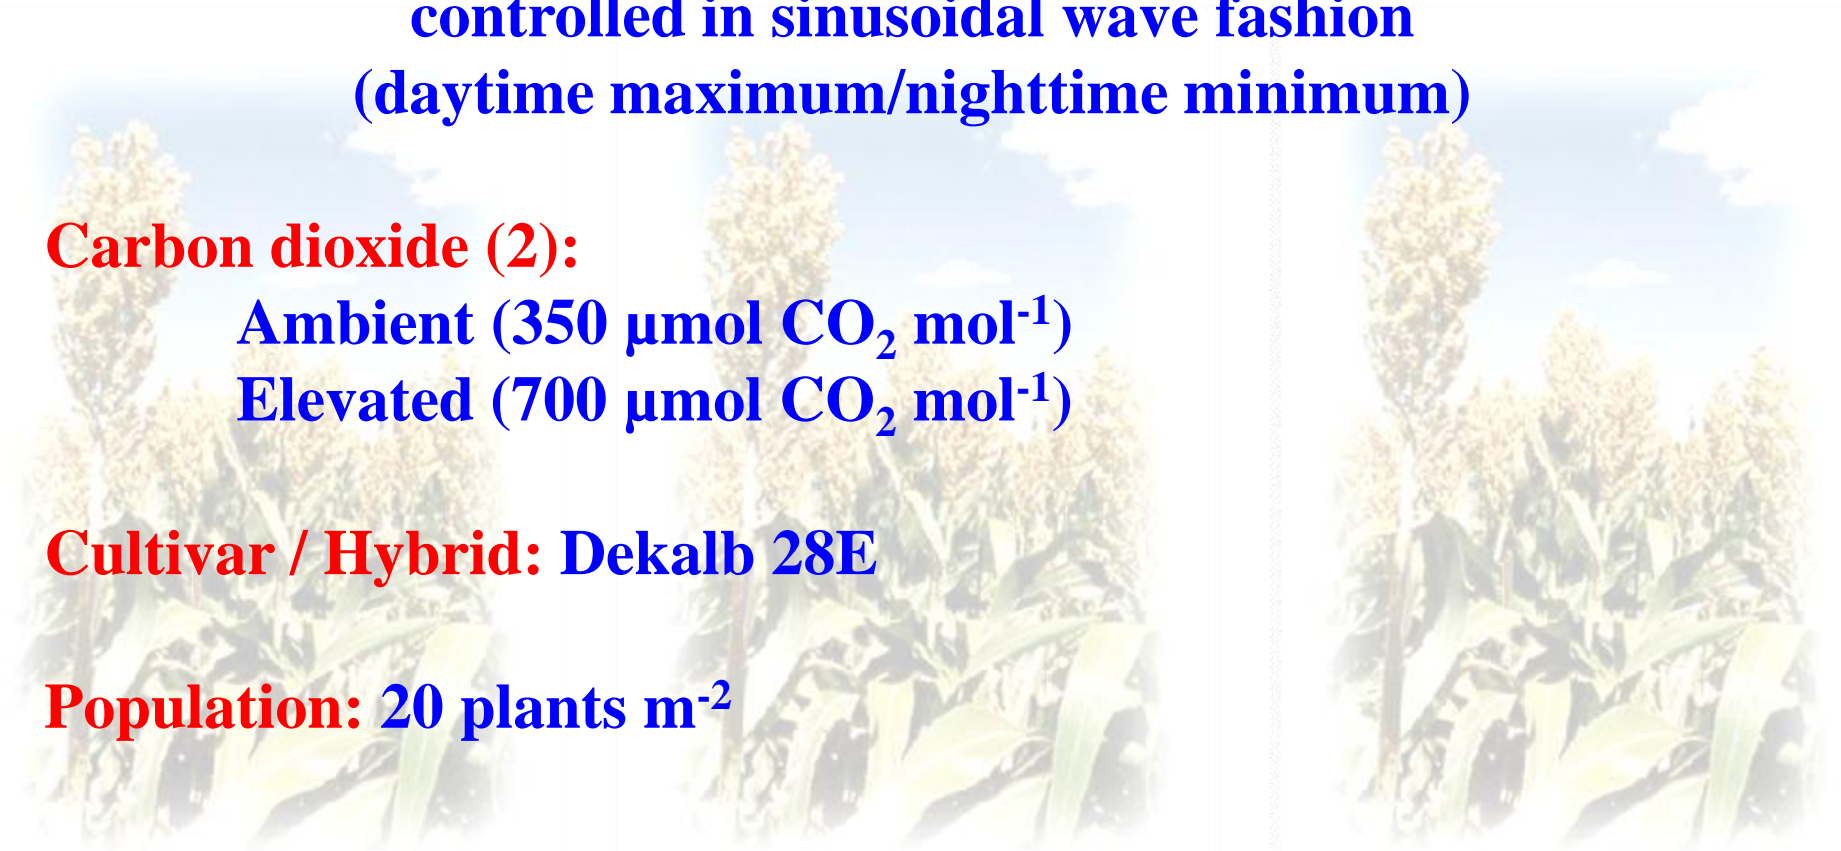 controlled in sinusoidal wave fashion
(daytime maximum/nighttime minimum)
Carbon dioxide (2):
Ambient (350 µmol CO₂ mol⁻¹)
Elevated (700 µmol CO₂ mol⁻¹)
Cultivar / Hybrid: Dekalb 28E
Population: 20 plants m⁻²